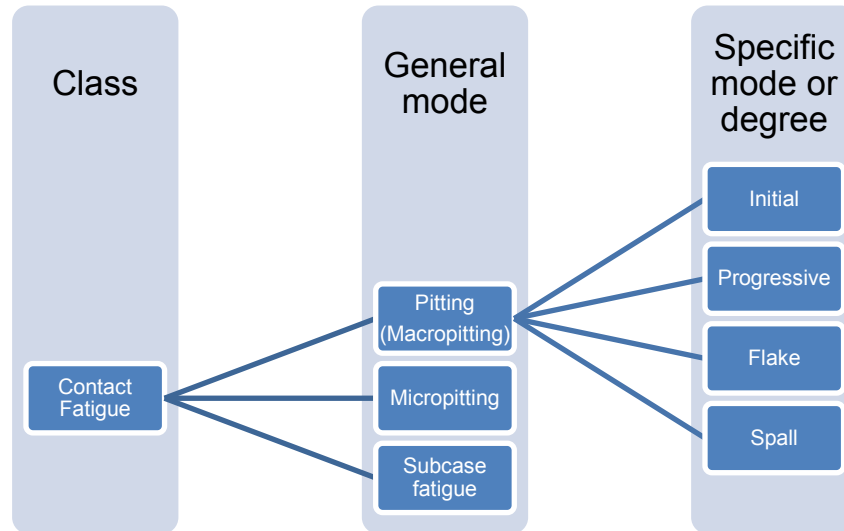 Class
Contact
Fatigue
General
mode
Pitting
(Macropitting)
Micropitting
Subcase
fatigue
Specific
mode or
degree
Initial
Progressive
Flake
Spall